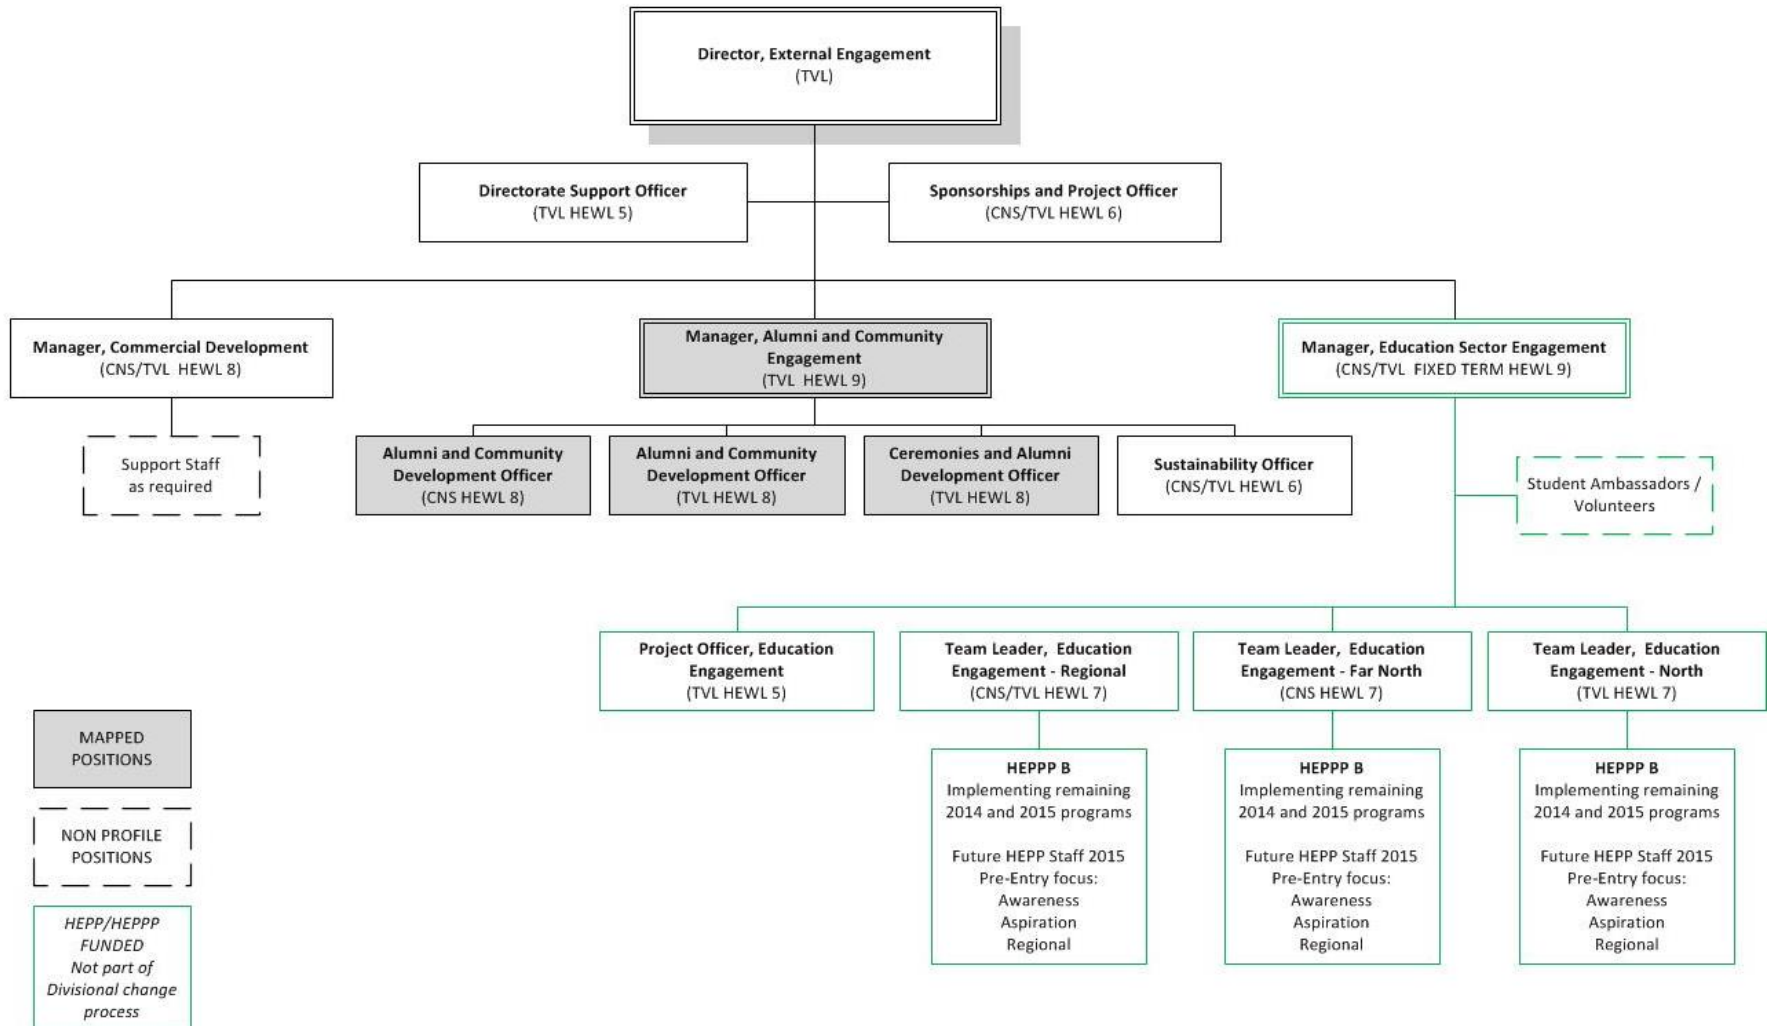 Director, External Engagement
(TVL)
Directorate Support Officer
(TVL HEWL 5)
Sponsorships and Project Officer
(CNS/TVL HEWL 6)
Manager, Commercial Development
(CNS/TVL HEWL 8)
Manager, Alumni and Community
Engagement
(TVL HEWL 9)
Manager, Education Sector Engagement
(CNS/TVL FIXED TERM HEWL 9)
Support Staff
as required
Alumni and Community
Development Officer
(CNS HEWL 8)
Alumni and Community
Development Officer
(TVL HEWL 8)
Ceremonies and Alumni
Development Officer
(TVL HEWL 8)
Sustainability Officer
(CNS/TVL HEWL 6)
Student Ambassadors /
Volunteers
Project Officer, Education
Engagement
(TVL HEWL 5)
Team Leader, Education
Engagement - Regional
(CNS/TVL HEWL 7)
Team Leader, Education
Engagement - Far North
(CNS HEWL 7)
Team Leader, Education
Engagement - North
(TVL HEWL 7)
HEPPP B
Implementing remaining
2014 and 2015 programs
Future HEPP Staff 2015
Pre-Entry focus:
Awareness
Aspiration
Regional
HEPPP B
Implementing remaining
2014 and 2015 programs
Future HEPP Staff 2015
Pre-Entry focus:
Awareness
Aspiration
Regional
HEPPP B
Implementing remaining
2014 and 2015 programs
Future HEPP Staff 2015
Pre-Entry focus:
Awareness
Aspiration
Regional
MAPPED
POSITIONS
NON PROFILE
POSITIONS
HEPP/HEPPP
FUNDED
Not part of
Divisional change
process